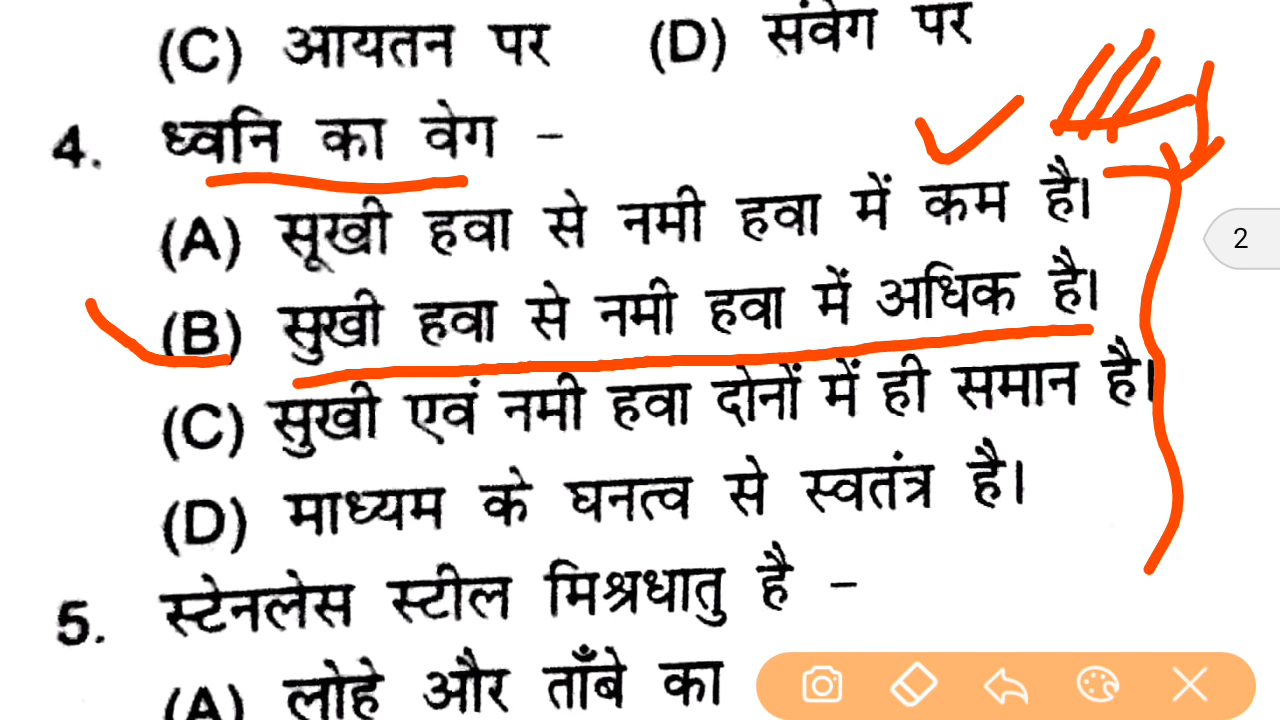 (C) आयतन पर (D) संवेग पर
4. ध्वनि का वेग –
(A) सूखी हवा से नमी हवा में कम है।
(B) सुखी हवा से नमी हवा में अधिक है।
(C) सुखी एवं नमी हवा दोनों में ही समान है।
(D) माध्यम के घनत्व से स्वतंत्र है।
5. स्टेनलेस स्टील मिश्रधातु है –
(A) लोहे और ताँबे का
2